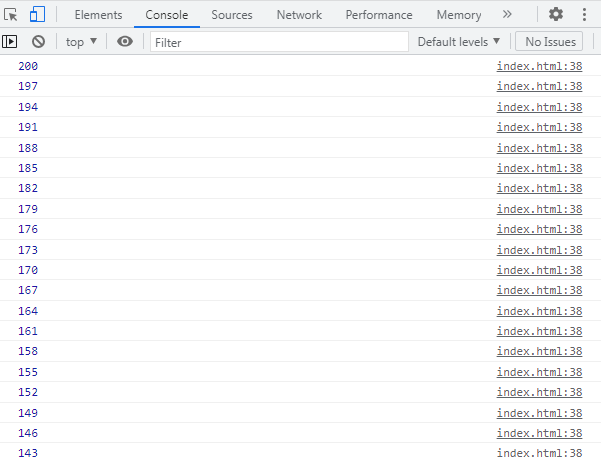 Elements Console Sources Network Performance Memory »
top ▼ Filter Default levels ▼ No Issues
200 index.html:38
197 index.html:38
194 index.html:38
191 index.html:38
188 index.html:38
185 index.html:38
182 index.html:38
179 index.html:38
176 index.html:38
173 index.html:38
170 index.html:38
167 index.html:38
164 index.html:38
161 index.html:38
158 index.html:38
155 index.html:38
152 index.html:38
149 index.html:38
146 index.html:38
143 index.html:38